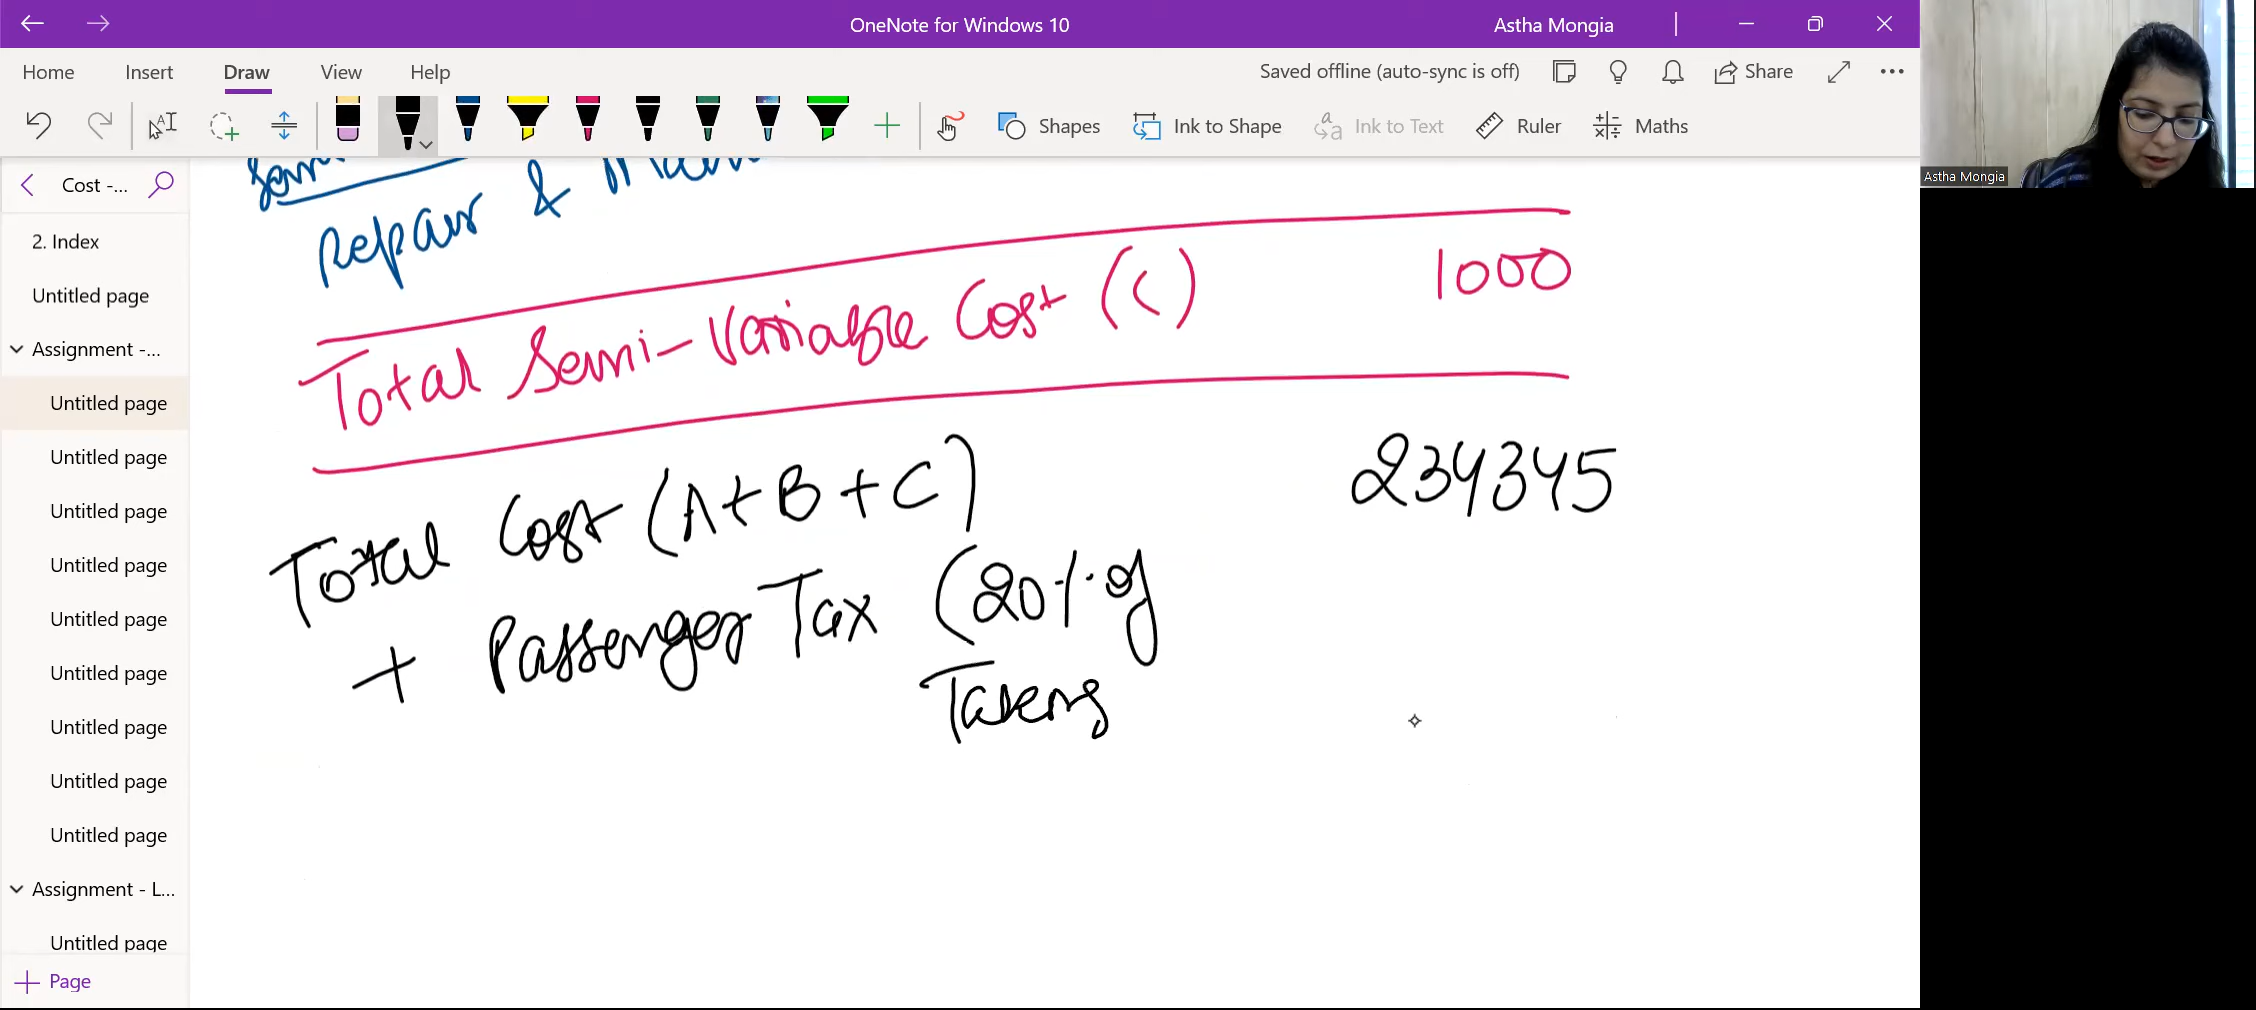 OneNote for Windows 10
Astha Mongia
Home Insert Draw View Help
Saved offline (auto-sync is off)
Share
Shapes
Ink to Shape
Ink to Text
Ruler
Maths
Astha Mongia
Cost -...
2. Index
Untitled page
Assignment -...
Untitled page
Untitled page
Untitled page
Untitled page
Untitled page
Untitled page
Untitled page
Untitled page
Untitled page
Assignment - L...
Untitled page
Page
Semi
Repair &
Total Semi-Variable Cost (C) 1000
Total Cost (A+B+C) 234345
+ Passenger Tax (20% of
Takens